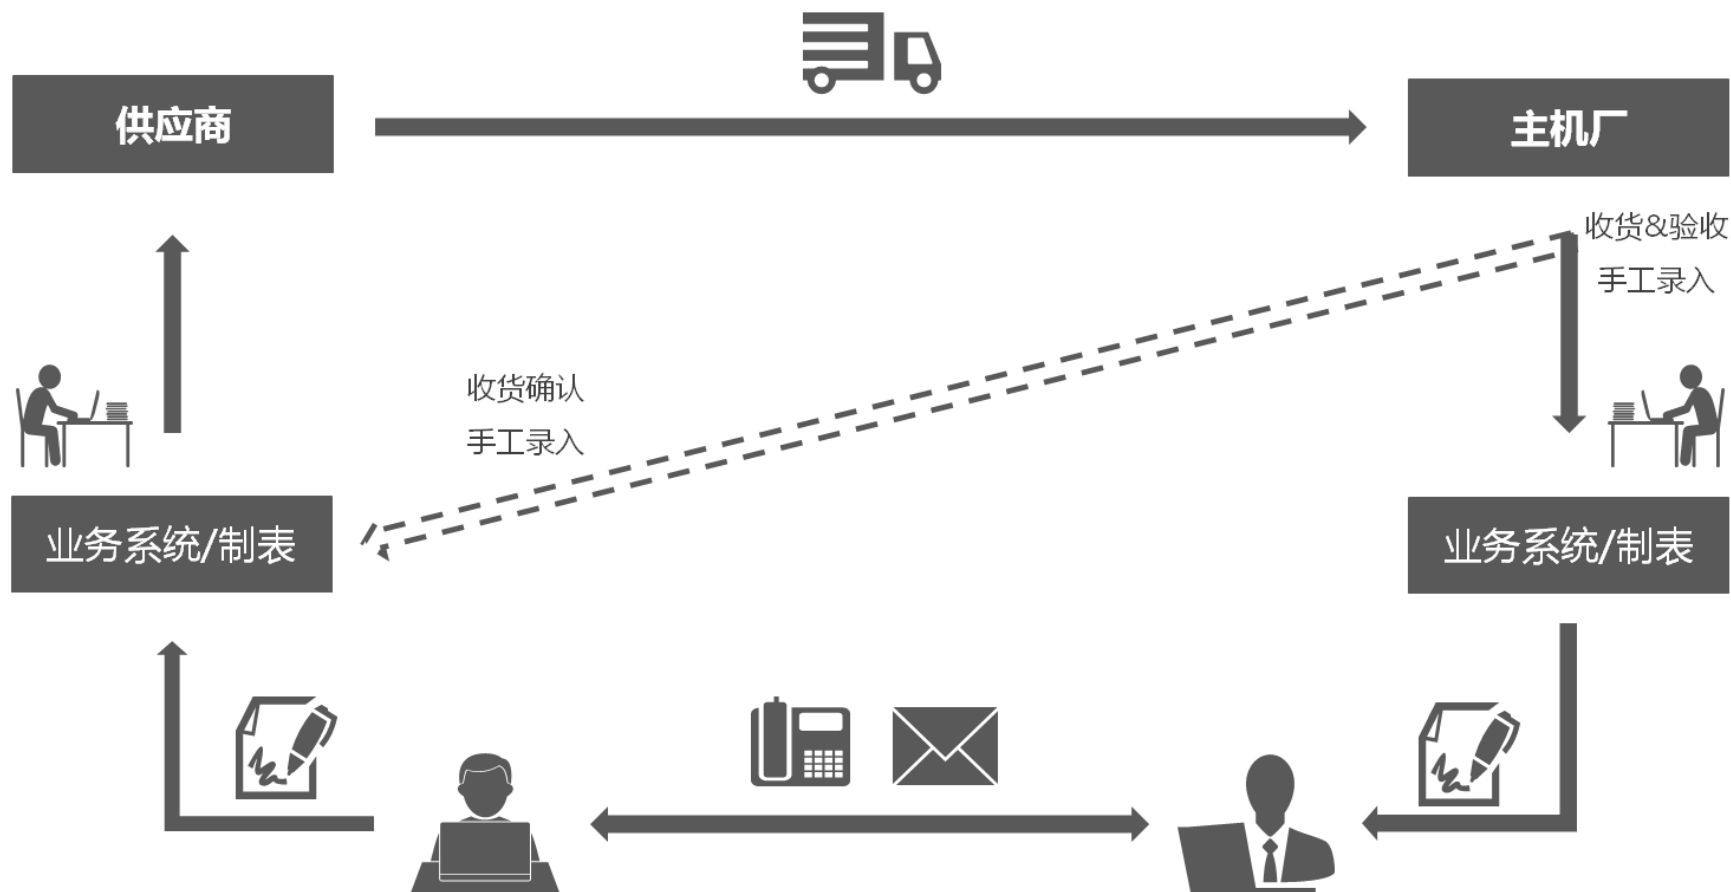 供应商
主机厂
收货&验收
手工录入
收货确认
手工录入
业务系统/制表
业务系统/制表